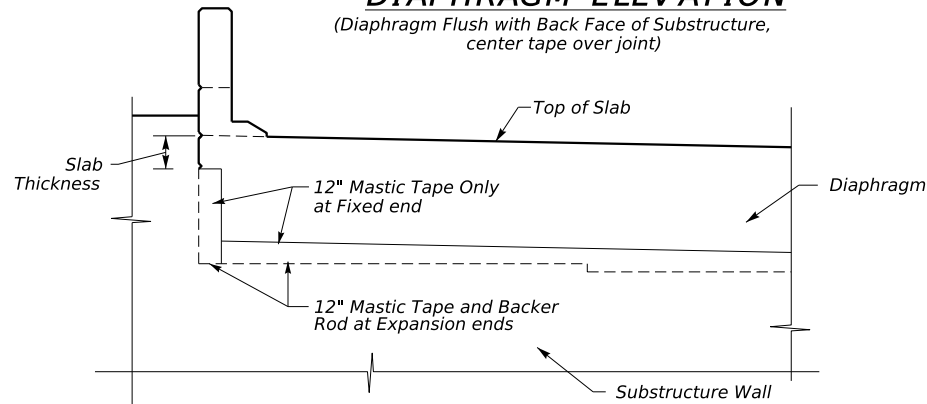 DIAPHRAGM ELEVATION
(Diaphragm Flush with Back Face of Substructure,
center tape over joint)
Top of Slab
Slab
Thickness
12" Mastic Tape Only
at Fixed end
Diaphragm
12" Mastic Tape and Backer
Rod at Expansion ends
Substructure Wall